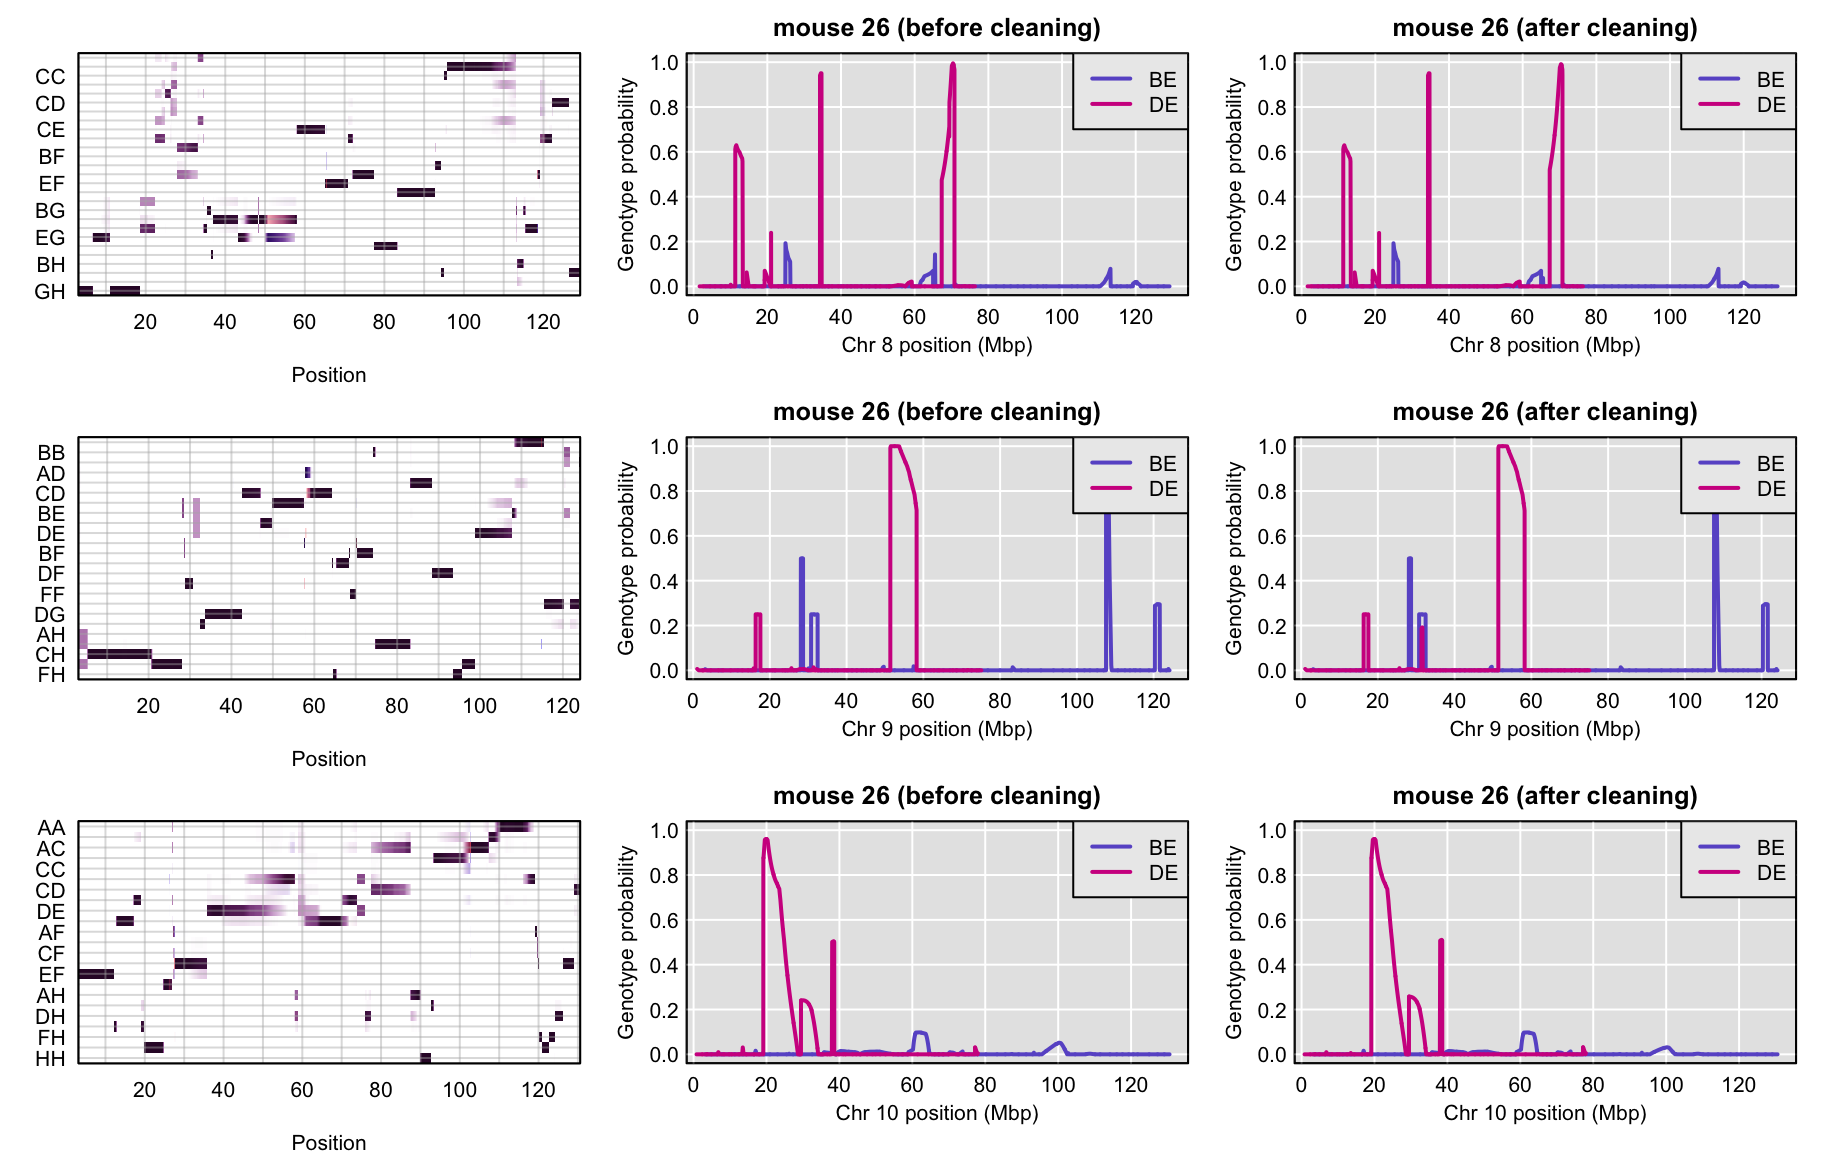 CC
CD
CE
BF
EF
BG
EG
BH
GH
20 40 60 80 100 120
Position
mouse 26 (before cleaning)
Genotype probability
1.0
0.8
0.6
0.4
0.2
0.0
BE
DE
0 20 40 60 80 100 120
Chr 8 position (Mbp)
mouse 26 (after cleaning)
Genotype probability
1.0
0.8
0.6
0.4
0.2
0.0
BE
DE
0 20 40 60 80 100 120
Chr 8 position (Mbp)
BB
AD
CD
BE
DE
BF
DF
FF
DG
AH
CH
FH
20 40 60 80 100 120
Position
mouse 26 (before cleaning)
Genotype probability
1.0
0.8
0.6
0.4
0.2
0.0
BE
DE
0 20 40 60 80 100 120
Chr 9 position (Mbp)
mouse 26 (after cleaning)
Genotype probability
1.0
0.8
0.6
0.4
0.2
0.0
BE
DE
0 20 40 60 80 100 120
Chr 9 position (Mbp)
AA
AC
CC
CD
DE
AF
CF
EF
AH
DH
FH
HH
20 40 60 80 100 120
Position
mouse 26 (before cleaning)
Genotype probability
1.0
0.8
0.6
0.4
0.2
0.0
BE
DE
0 20 40 60 80 100 120
Chr 10 position (Mbp)
mouse 26 (after cleaning)
Genotype probability
1.0
0.8
0.6
0.4
0.2
0.0
BE
DE
0 20 40 60 80 100 120
Chr 10 position (Mbp)